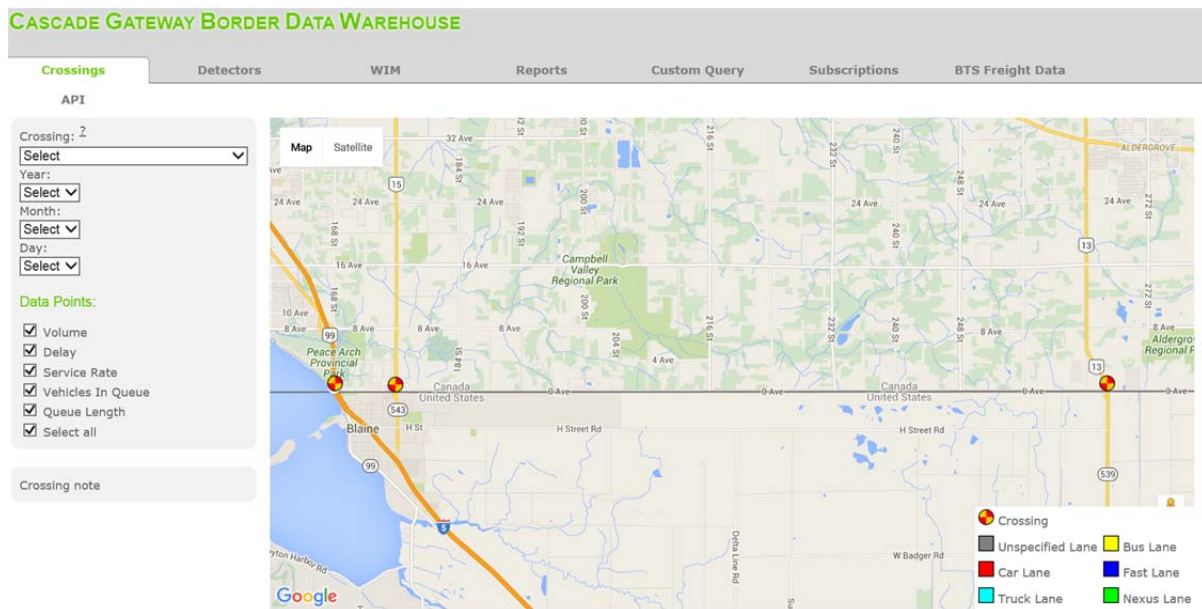 CASCADE GATEWAY BORDER DATA WAREHOUSE
Crossings Detectors WIM Reports Custom Query Subscriptions BTS Freight Data
API
Crossing: ?
Select
Year:
Select
Month:
Select
Day:
Select
Data Points:
Volume
Delay
Service Rate
Vehicles In Queue
Queue Length
Select all
Crossing note
Map Satellite
32 Ave
184 St
200 St
216 St
232 St
240 St
ALDERGROVE
15
248 St
272 St
24 Ave 24 Ave 24 Ave 24 Ave 24 Ave
168 St
192 St
13
16 Ave 16 Ave
Campbell
Valley
Regional Park
168 St
200 St
10 Ave
8 Ave 99 8 Ave 8 Ave 8 Ave 8 Ave 8 Ave
216 St
232 St
240 St
248 St
272 St
204 St
184 St
Peace Arch
Provincial
Park
4 Ave
13
0 Ave 0 Ave 0 Ave
Canada
United States
Canada
United States
543
Blaine H St H Street Rd H Street Rd
99
539
5
Delta Line Rd
W Badger Rd
Google
Crossing
Unspecified Lane Bus Lane
Car Lane Fast Lane
Truck Lane Nexus Lane